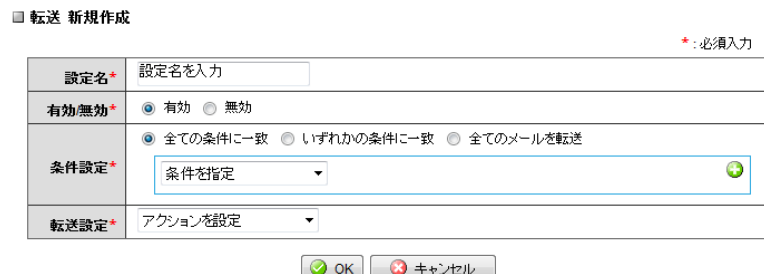 転送 新規作成
*:必須入力
設定名* 設定名を入力
有効/無効* 有効 無効
全ての条件に一致 いずれかの条件に一致 全てのメールを転送
条件設定* 条件を指定
転送設定* アクションを設定
OK キャンセル